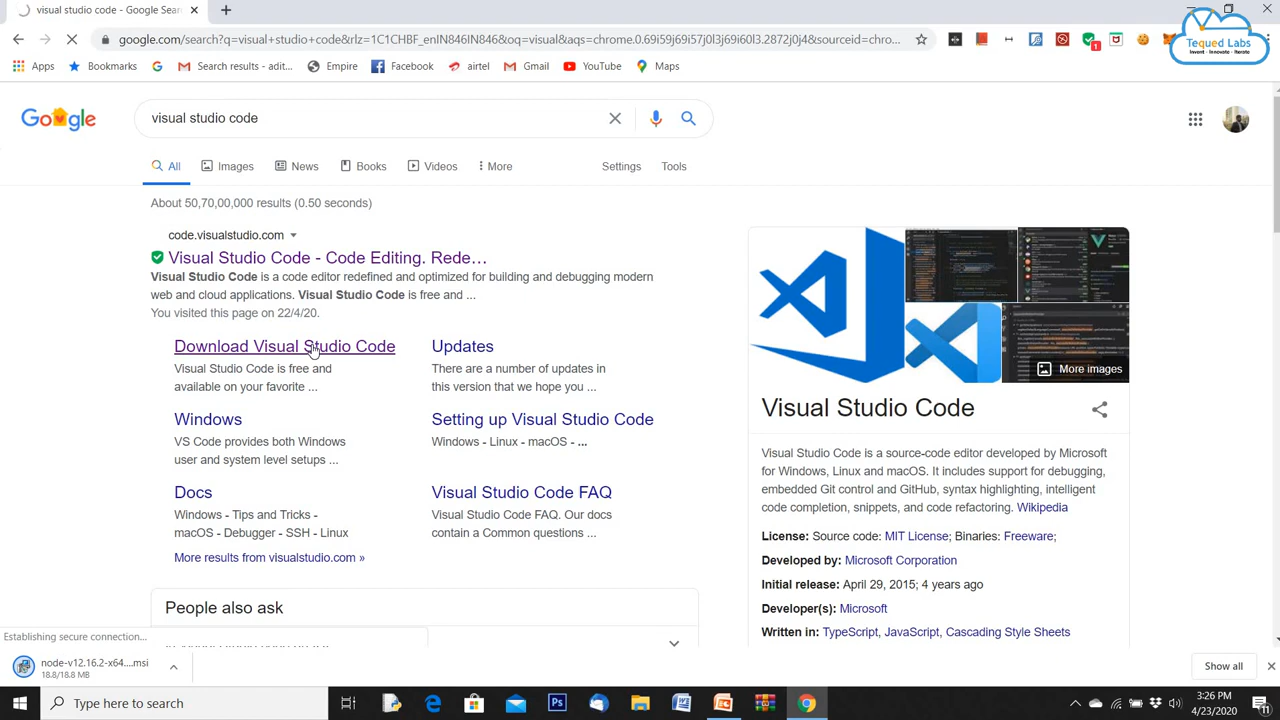 visual studio code - Google Sear
Tequed Labs
Invent - Innovate - Iterate
google.com/search?q=visual+studio+code&rlz=1C1CHBF_enIN846IN846&oq=visual+&aqs=chrome.0.69i59j69i57j0l3j69i60l3.2872j0j4&sourceid=chro...
1
Apps
Bookmarks
Search results - adit...
Empire
Facebook
YouTube
Maps
Google
visual studio code
All
Images
News
Books
Videos
More
Settings
Tools
About 50,70,00,000 results (0.50 seconds)
code.visualstudio.com
Visual Studio Code - Code Editing. Rede...
Visual Studio Code is a code editor redefined and optimized for building and debugging modern
web and cloud applications. Visual Studio Code is free and ...
You visited this page on 22/4/20.
Download Visual Studio Code
Visual Studio Code is free and
available on your favorite ...
Updates
There are a number of updates in
this version that we hope you ...
Windows
VS Code provides both Windows
user and system level setups ...
Setting up Visual Studio Code
Windows - Linux - macOS - ...
Docs
Windows - Tips and Tricks -
macOS - Debugger - SSH - Linux
Visual Studio Code FAQ
Visual Studio Code FAQ. Our docs
contain a Common questions ...
More results from visualstudio.com »
People also ask
More images
Visual Studio Code
Visual Studio Code is a source-code editor developed by Microsoft
for Windows, Linux and macOS. It includes support for debugging,
embedded Git control and GitHub, syntax highlighting, intelligent
code completion, snippets, and code refactoring. Wikipedia
License: Source code: MIT License; Binaries: Freeware;
Developed by: Microsoft Corporation
Initial release: April 29, 2015; 4 years ago
Developer(s): Microsoft
Written in: TypeScript, JavaScript, Cascading Style Sheets
Establishing secure connection...
node-v12.16.2-x64....msi
18.8/18.8 MB
Show all
Type here to search
3:26 PM
4/23/2020